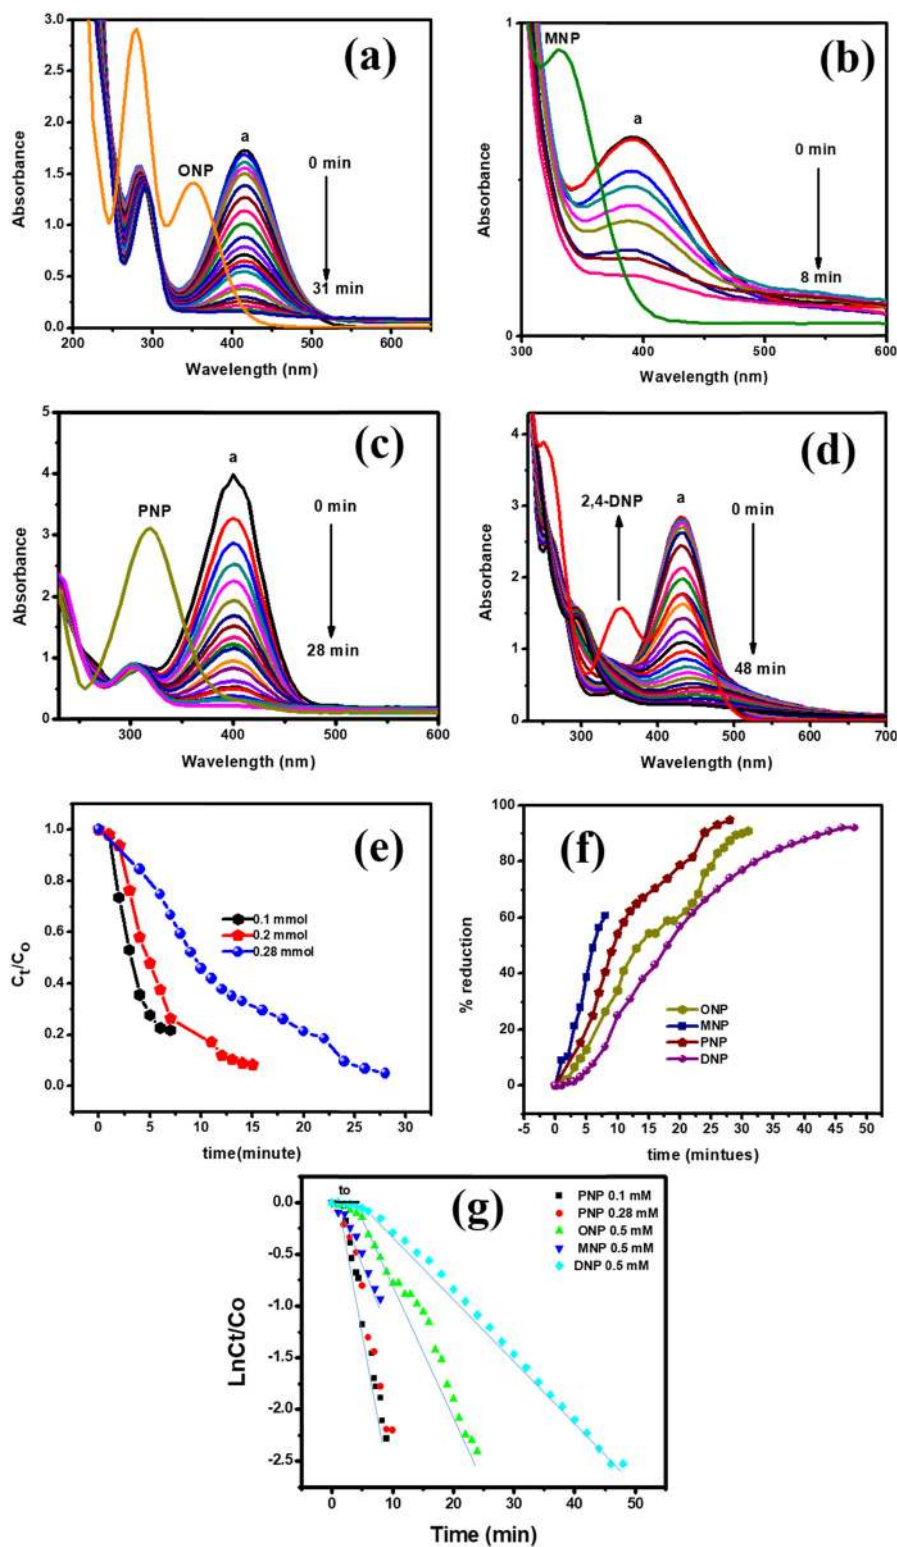 (a)
3.0
2.5
2.0
1.5
1.0
0.5
0.0
Absorbance
ONP
a
0 min
31 min
200 300 400 500 600
Wavelength (nm)
(b)
1
0
Absorbance
MNP
a
0 min
8 min
300 400 500 600
Wavelength (nm)
(c)
5
4
3
2
1
0
Absorbance
PNP
a
0 min
28 min
300 400 500 600
Wavelength (nm)
(d)
4
3
2
1
0
Absorbance
2,4-DNP
a
0 min
48 min
300 400 500 600 700
Wavelength (nm)
(e)
1.0
0.8
0.6
0.4
0.2
0.0
Ct/Co
0.1 mmol
0.2 mmol
0.28 mmol
0 5 10 15 20 25 30
time(minute)
(f)
100
80
60
40
20
0
% reduction
ONP
MNP
PNP
DNP
-5 0 5 10 15 20 25 30 35 40 45 50
time (mintues)
(g)
to
0.0
-0.5
-1.0
-1.5
-2.0
-2.5
LnCt/Co
PNP 0.1 mM
PNP 0.28 mM
ONP 0.5 mM
MNP 0.5 mM
DNP 0.5 mM
0 10 20 30 40 50
Time (min)